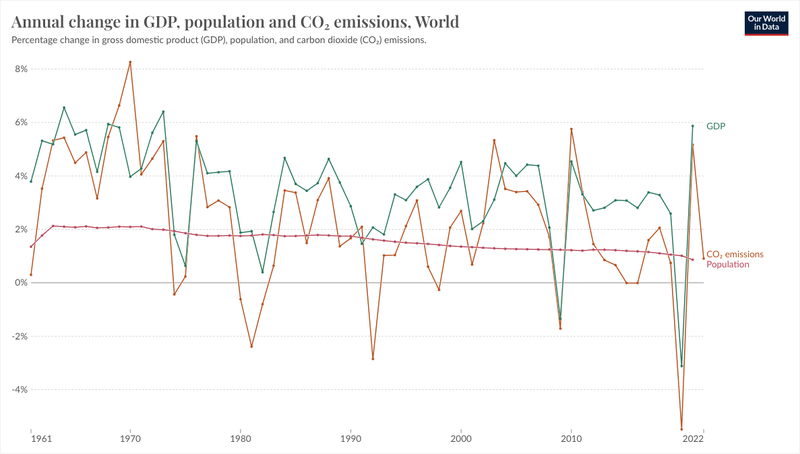 Annual change in GDP, population and CO₂ emissions, World
Percentage change in gross domestic product (GDP), population, and carbon dioxide (CO₂) emissions.
Our World
in Data
8%
6%
4%
2%
0%
-2%
-4%
GDP
CO₂ emissions
Population
1961
1970
1980
1990
2000
2010
2022